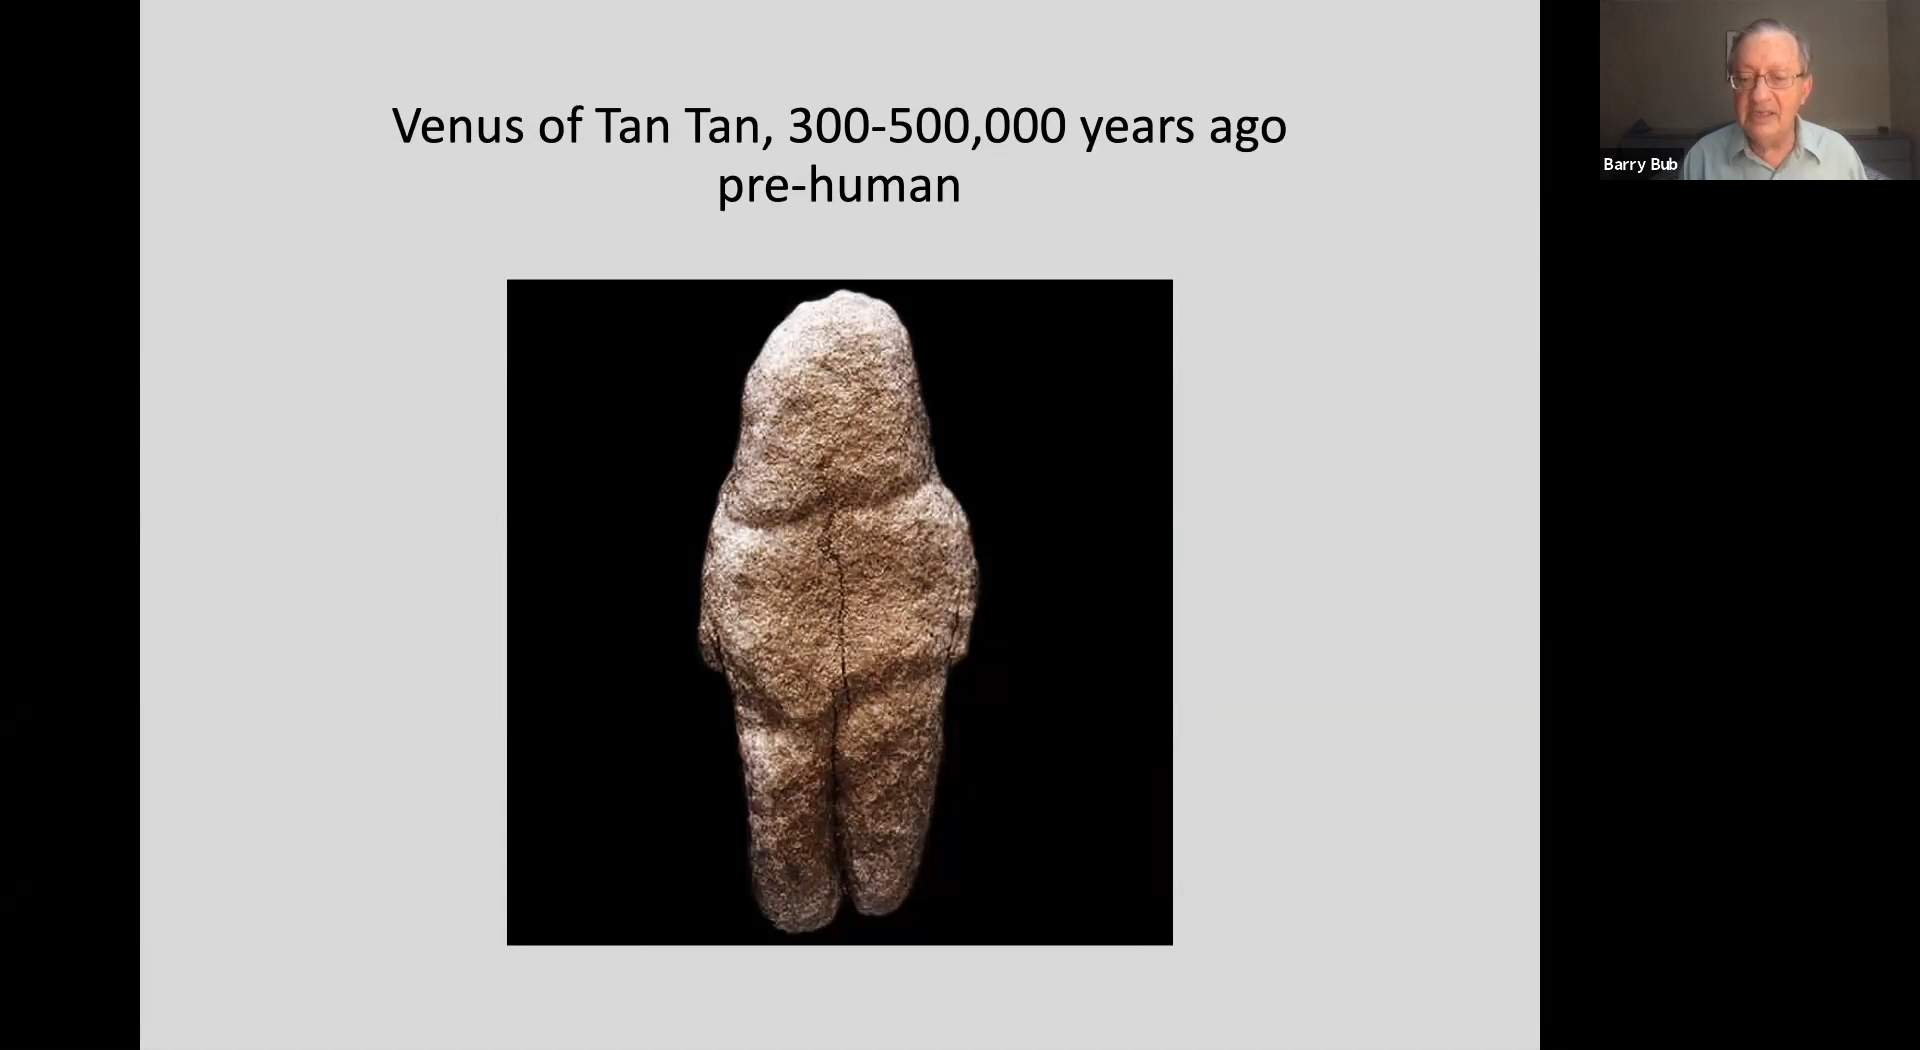 Venus of Tan Tan, 300-500,000 years ago
pre-human
Barry Bub